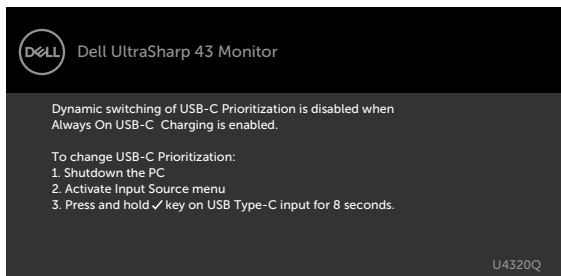 DELL Dell UltraSharp 43 Monitor
Dynamic switching of USB-C Prioritization is disabled when
Always On USB-C Charging is enabled.
To change USB-C Prioritization:
1. Shutdown the PC
2. Activate Input Source menu
3. Press and hold ✓ key on USB Type-C input for 8 seconds.
U4320Q